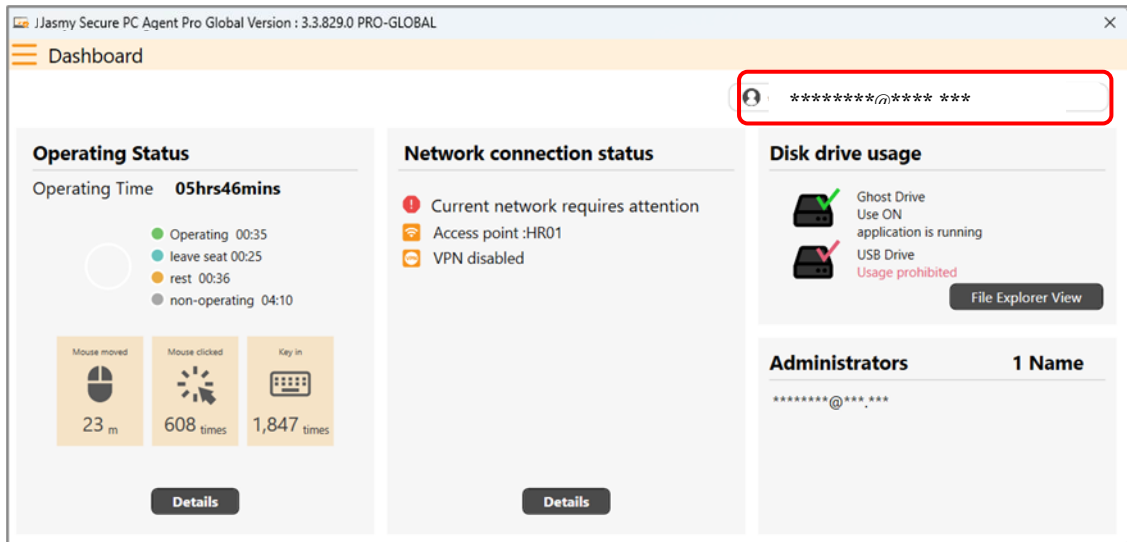 JJasmy Secure PC Agent Pro Global Version : 3.3.829.0 PRO-GLOBAL
Dashboard
********@**** ***
Operating Status
Operating Time 05hrs46mins
Operating 00:35
leave seat 00:25
rest 00:36
non-operating 04:10
Mouse moved
23 m
Mouse clicked
608 times
Key in
1,847 times
Details
Network connection status
Current network requires attention
Access point :HR01
VPN
VPN disabled
Details
Disk drive usage
Ghost Drive
Use ON
application is running
USB Drive
Usage prohibited
File Explorer View
Administrators 1 Name
********@***.***